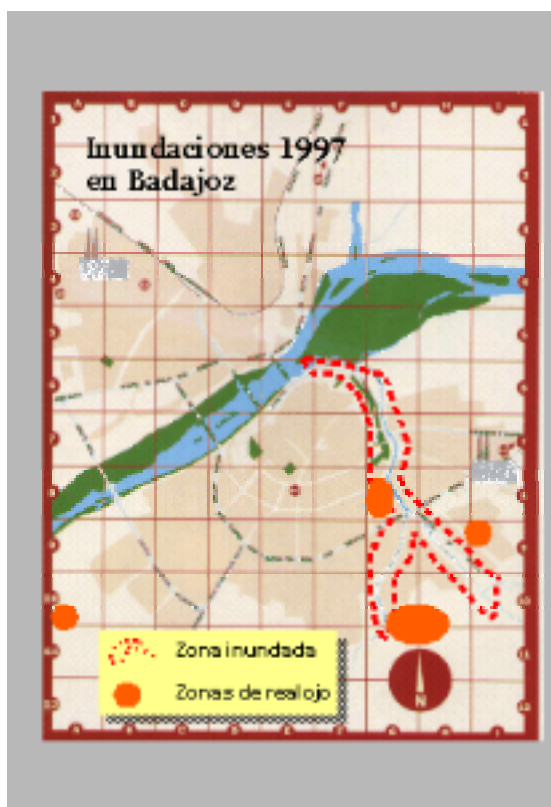 Inundaciones 1997
en Badajoz
Zona inundada
Zonas de realojo
N